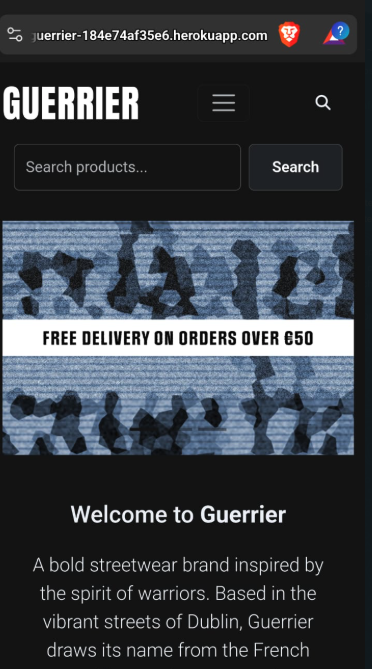 guerrier-184e74af35e6.herokuapp.com
?
GUERRIER
Search products...
Search
FREE DELIVERY ON ORDERS OVER €50
Welcome to Guerrier
A bold streetwear brand inspired by
the spirit of warriors. Based in the
vibrant streets of Dublin, Guerrier
draws its name from the French